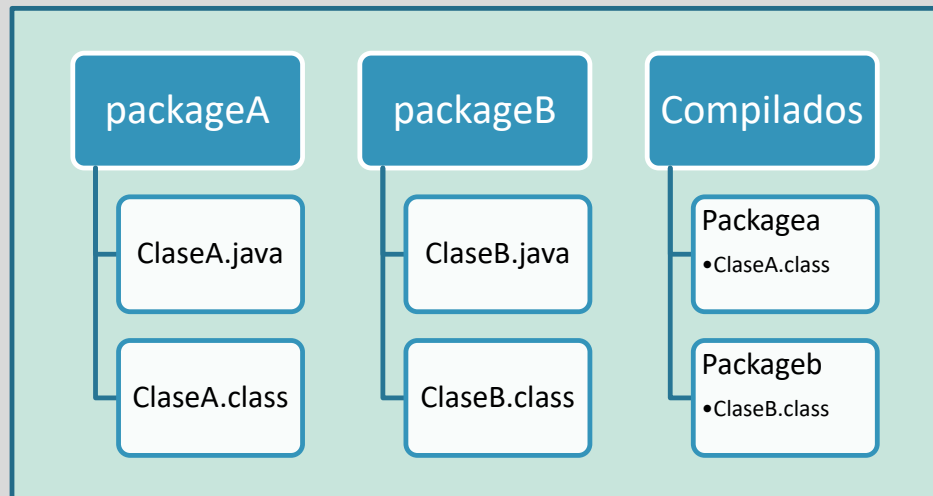 packageA
ClaseA.java
ClaseA.class
packageB
ClaseB.java
ClaseB.class
Compilados
Packagea
•ClaseA.class
Packageb
•ClaseB.class